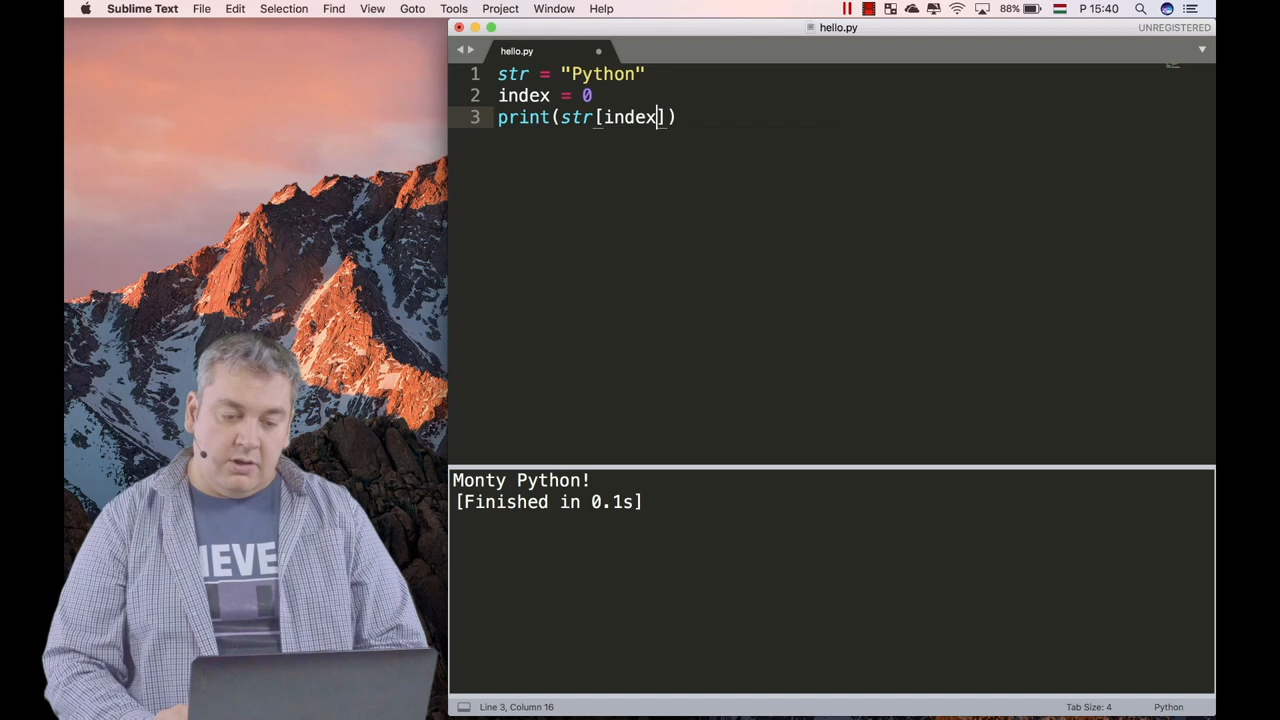 Sublime Text File Edit Selection Find View Goto Tools Project Window Help 88% P 15:40
hello.py UNREGISTERED
hello.py
1 str = "Python"
2 index = 0
3 print(str[index])
Monty Python!
[Finished in 0.1s]
IEVE
Line 3, Column 16 Tab Size: 4 Python